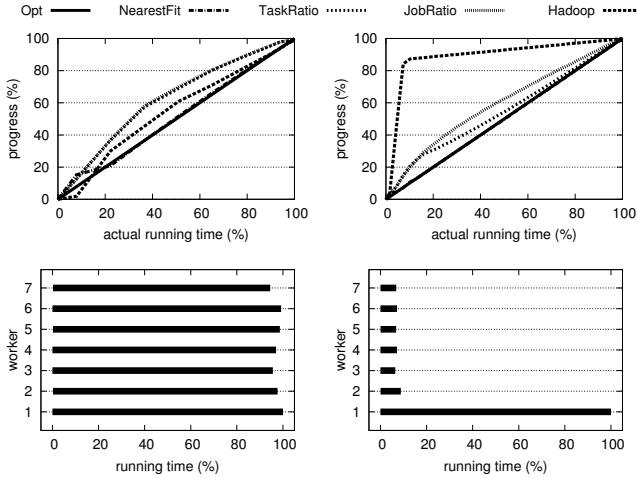 Opt NearestFit TaskRatio JobRatio Hadoop
100 100
80 80
60 60
40 40
20 20
0 0
progress (%) progress (%)
0 20 40 60 80 100 0 20 40 60 80 100
actual running time (%) actual running time (%)
7 7
6 6
5 5
4 4
3 3
2 2
1 1
worker worker
0 20 40 60 80 100 0 20 40 60 80 100
running time (%) running time (%)